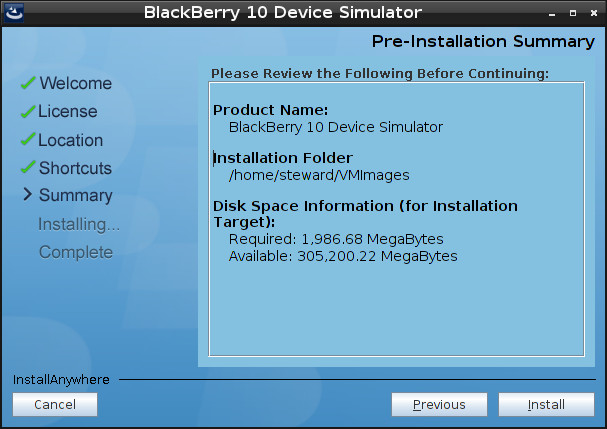 BlackBerry 10 Device Simulator
Pre-Installation Summary
Welcome
License
Location
Shortcuts
Summary
Installing...
Complete
Please Review the Following Before Continuing:
Product Name:
BlackBerry 10 Device Simulator
Installation Folder
/home/steward/VMImages
Disk Space Information (for Installation
Target):
Required: 1,986.68 MegaBytes
Available: 305,200.22 MegaBytes
InstallAnywhere
Cancel
Previous
Install